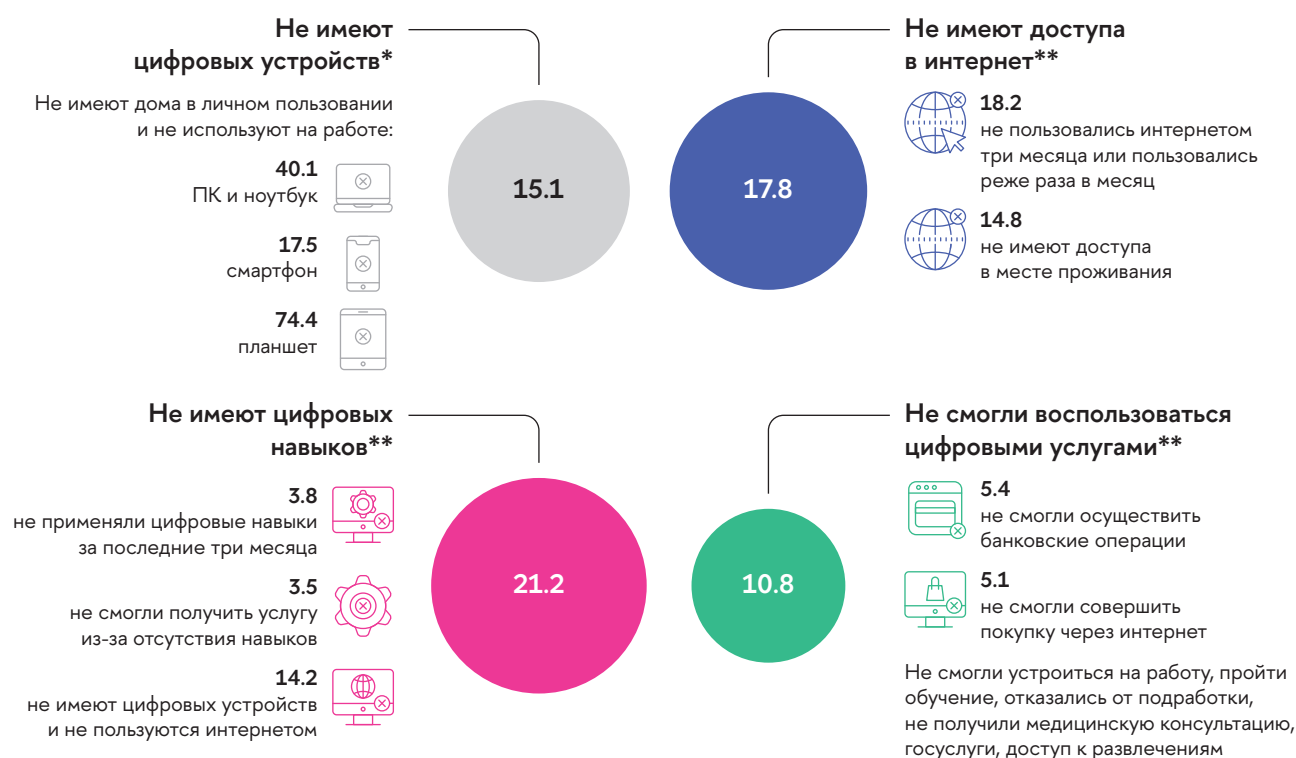 Не имеют
цифровых устройств*
Не имеют дома в личном пользовании
и не используют на работе:
40.1
ПК и ноутбук
17.5
смартфон
74.4
планшет
15.1
Не имеют доступа
в интернет**
17.8
18.2
не пользовались интернетом
три месяца или пользовались
реже раза в месяц
14.8
не имеют доступа
в месте проживания
Не имеют цифровых
навыков**
3.8
не применяли цифровые навыки
за последние три месяца
3.5
не смогли получить услугу
из-за отсутствия навыков
14.2
не имеют цифровых устройств
и не пользуются интернетом
21.2
Не смогли воспользоваться
цифровыми услугами**
10.8
5.4
не смогли осуществить
банковские операции
5.1
не смогли совершить
покупку через интернет
Не смогли устроиться на работу, пройти
обучение, отказались от подработки,
не получили медицинскую консультацию,
госуслуги, доступ к развлечениям